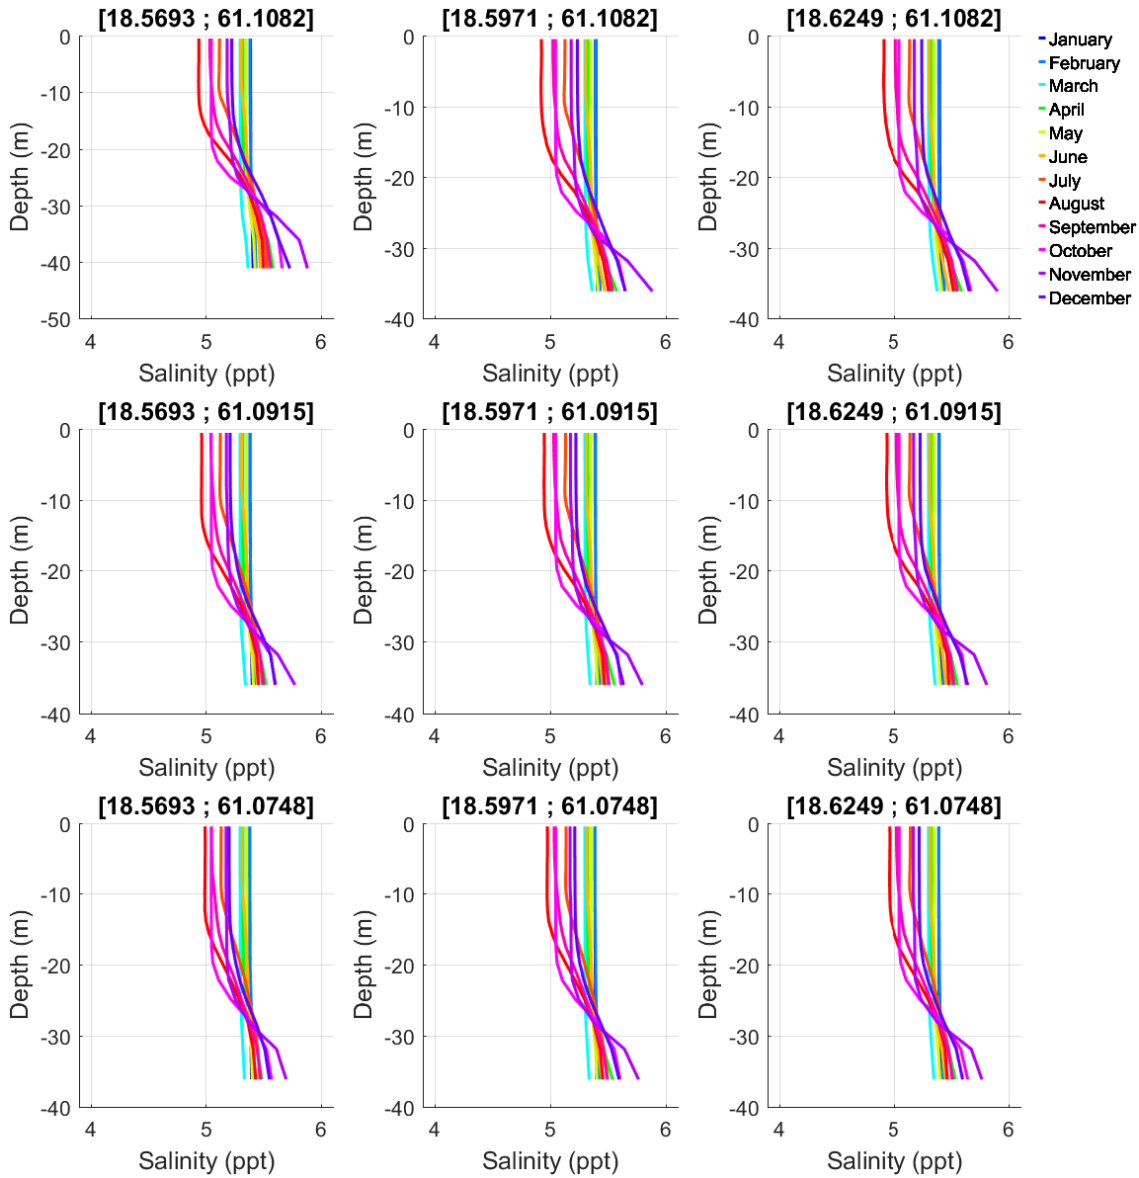 [18.5693 ; 61.1082]
[18.5971 ; 61.1082]
[18.6249 ; 61.1082]
0
-10
-20
-30
-40
-50
Depth (m)
4 5 6
Salinity (ppt)
0
-10
-20
-30
-40
Depth (m)
4 5 6
Salinity (ppt)
0
-10
-20
-30
-40
Depth (m)
4 5 6
Salinity (ppt)
January
February
March
April
May
June
July
August
September
October
November
December
[18.5693 ; 61.0915]
[18.5971 ; 61.0915]
[18.6249 ; 61.0915]
0
-10
-20
-30
-40
Depth (m)
4 5 6
Salinity (ppt)
0
-10
-20
-30
-40
Depth (m)
4 5 6
Salinity (ppt)
0
-10
-20
-30
-40
Depth (m)
4 5 6
Salinity (ppt)
[18.5693 ; 61.0748]
[18.5971 ; 61.0748]
[18.6249 ; 61.0748]
0
-10
-20
-30
-40
Depth (m)
4 5 6
Salinity (ppt)
0
-10
-20
-30
-40
Depth (m)
4 5 6
Salinity (ppt)
0
-10
-20
-30
-40
Depth (m)
4 5 6
Salinity (ppt)